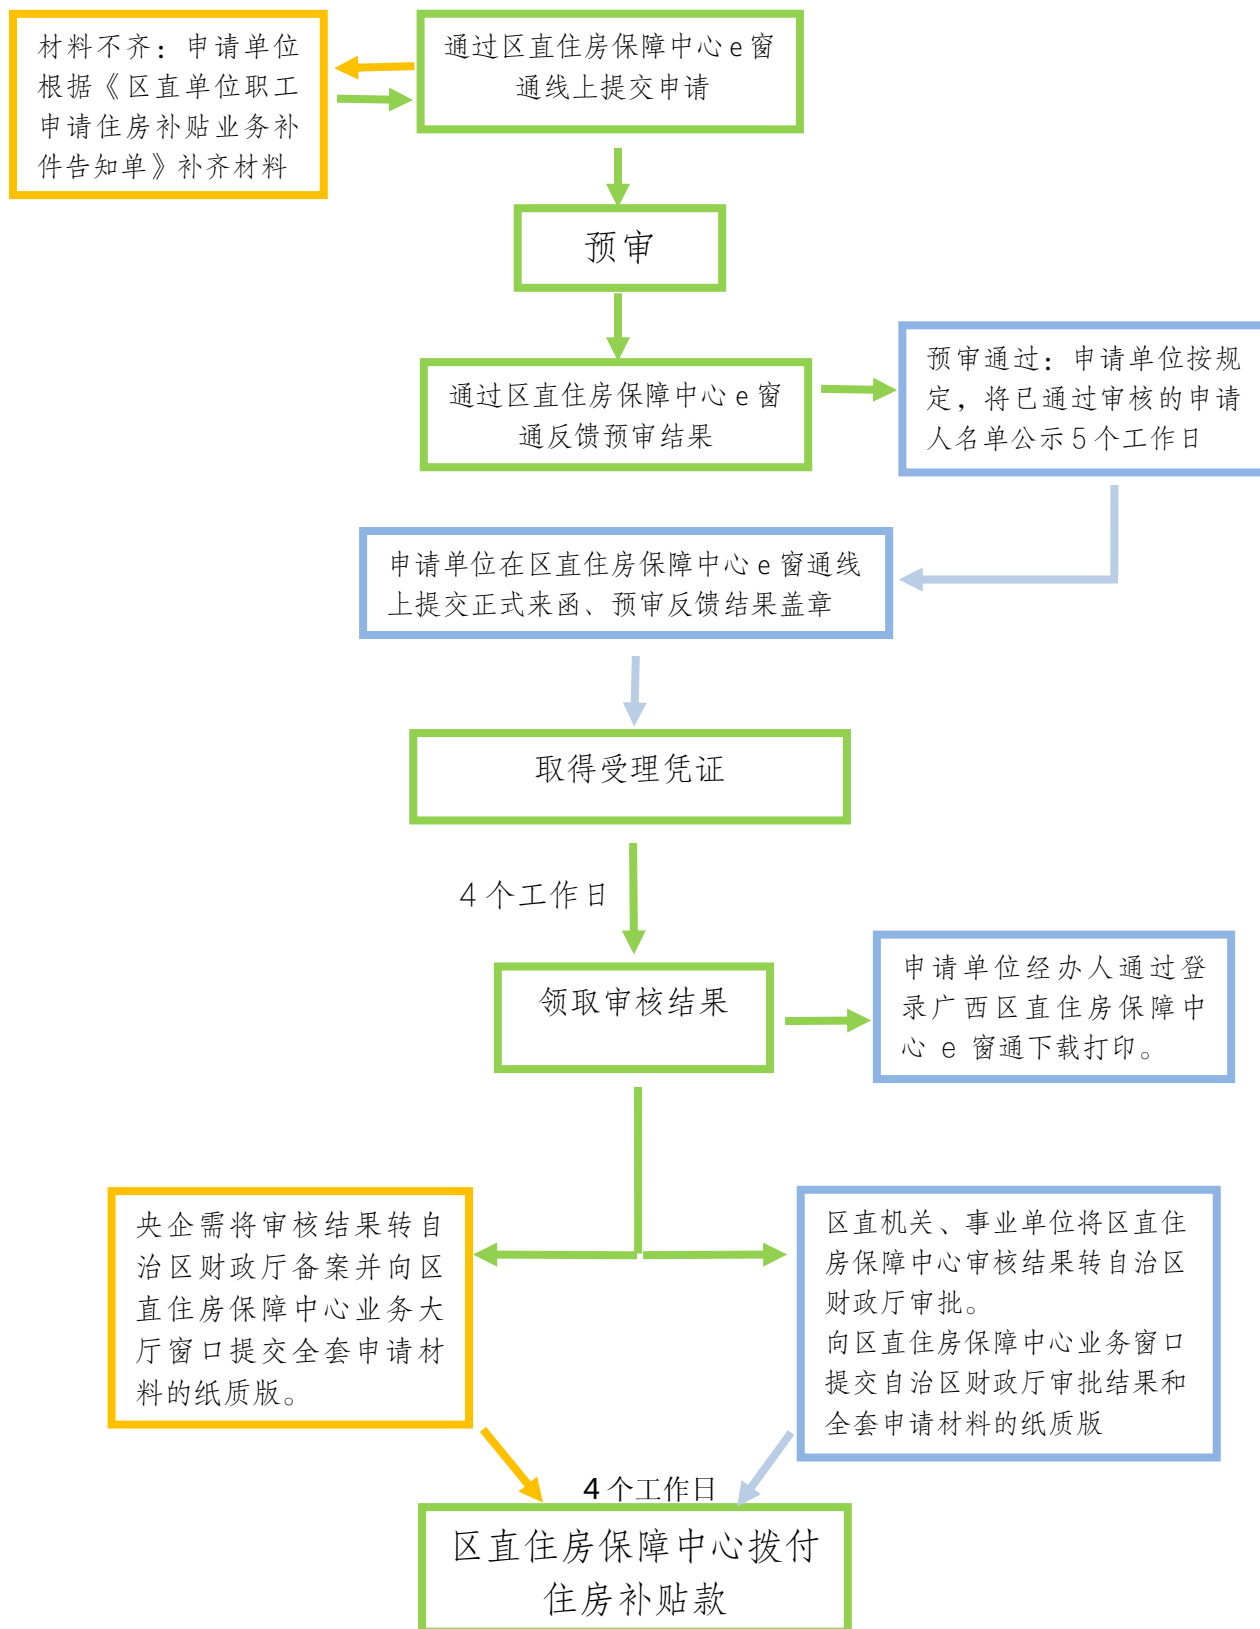 材料不齐：申请单位
根据《区直单位职工
申请住房补贴业务补
件告知单》补齐材料
通过区直住房保障中心e窗
通线上提交申请
预审
通过区直住房保障中心e窗
通反馈预审结果
预审通过：申请单位按规
定，将已通过审核的申请
人名单公示5个工作日
申请单位在区直住房保障中心e窗通线
上提交正式来函、预审反馈结果盖章
取得受理凭证
4个工作日
领取审核结果
申请单位经办人通过登
录广西区直住房保障中
心 e 窗通下载打印。
央企需将审核结果转自
治区财政厅备案并向区
直住房保障中心业务大
厅窗口提交全套申请材
料的纸质版。
区直机关、事业单位将区直住
房保障中心审核结果转自治区
财政厅审批。
向区直住房保障中心业务窗口
提交自治区财政厅审批结果和
全套申请材料的纸质版
4个工作日
区直住房保障中心拨付
住房补贴款